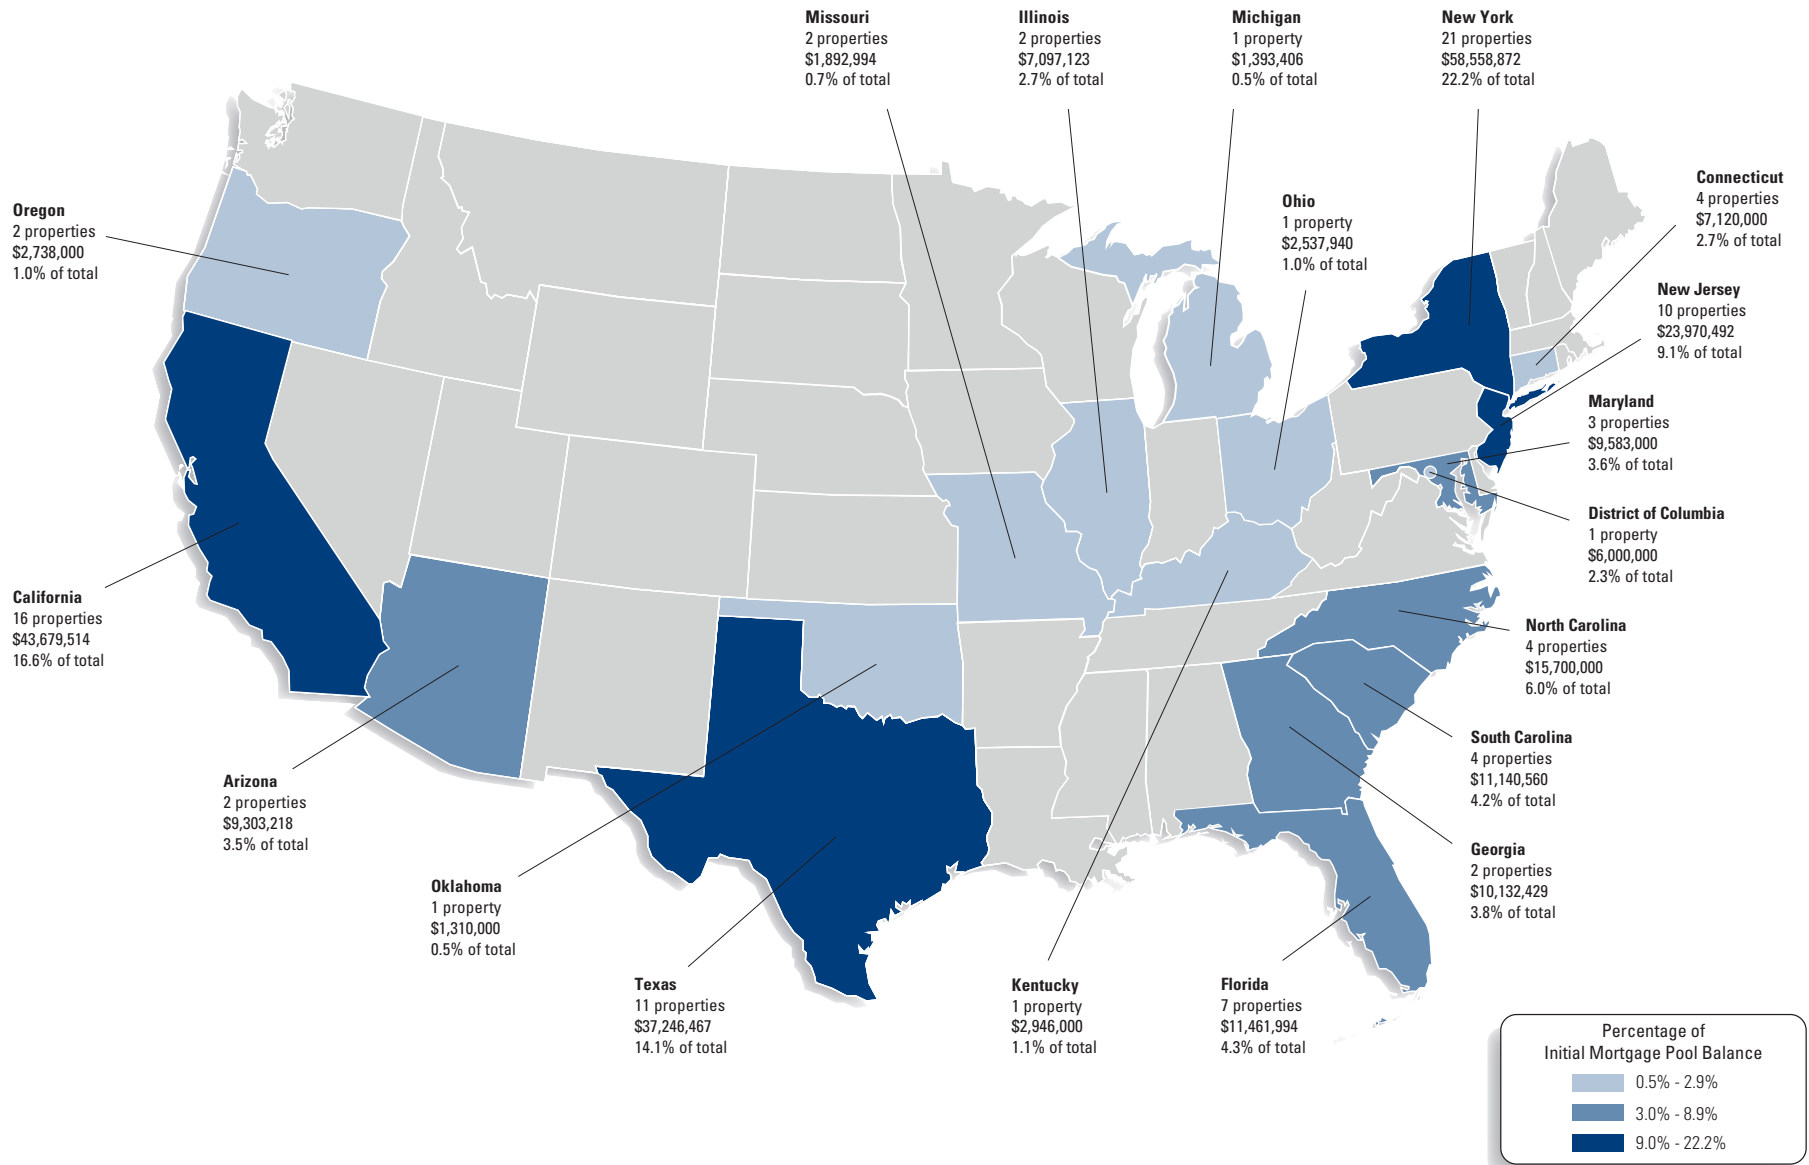 Missouri
2 properties
$1,892,994
0.7% of total
Illinois
2 properties
$7,097,123
2.7% of total
Michigan
1 property
$1,393,406
0.5% of total
New York
21 properties
$58,558,872
22.2% of total
Connecticut
4 properties
$7,120,000
2.7% of total
Oregon
2 properties
$2,738,000
1.0% of total
Ohio
1 property
$2,537,940
1.0% of total
New Jersey
10 properties
$23,970,492
9.1% of total
Maryland
3 properties
$9,583,000
3.6% of total
District of Columbia
1 property
$6,000,000
2.3% of total
California
16 properties
$43,679,514
16.6% of total
North Carolina
4 properties
$15,700,000
6.0% of total
South Carolina
4 properties
$11,140,560
4.2% of total
Arizona
2 properties
$9,303,218
3.5% of total
Georgia
2 properties
$10,132,429
3.8% of total
Oklahoma
1 property
$1,310,000
0.5% of total
Texas
11 properties
$37,246,467
14.1% of total
Kentucky
1 property
$2,946,000
1.1% of total
Florida
7 properties
$11,461,994
4.3% of total
Percentage of
Initial Mortgage Pool Balance
0.5% - 2.9%
3.0% - 8.9%
9.0% - 22.2%